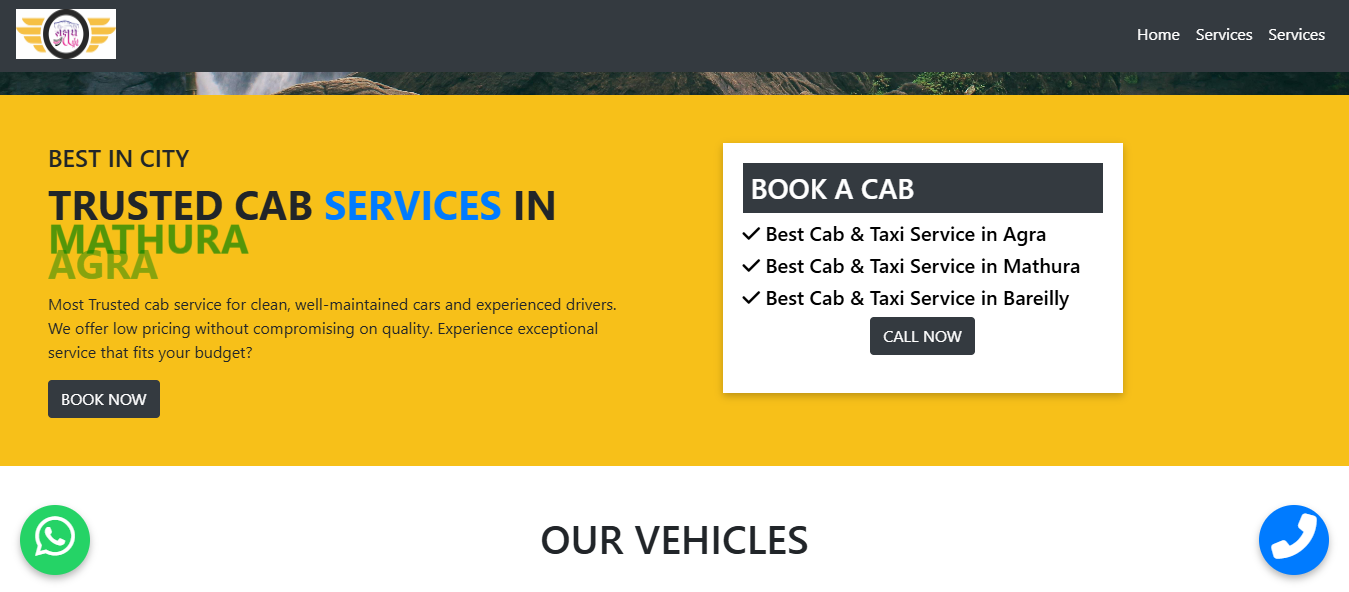 Home Services Services
BEST IN CITY
TRUSTED CAB SERVICES IN
MATHURA
AGRA
Most Trusted cab service for clean, well-maintained cars and experienced drivers.
We offer low pricing without compromising on quality. Experience exceptional
service that fits your budget?
BOOK NOW
BOOK A CAB
Best Cab & Taxi Service in Agra
Best Cab & Taxi Service in Mathura
Best Cab & Taxi Service in Bareilly
CALL NOW
OUR VEHICLES